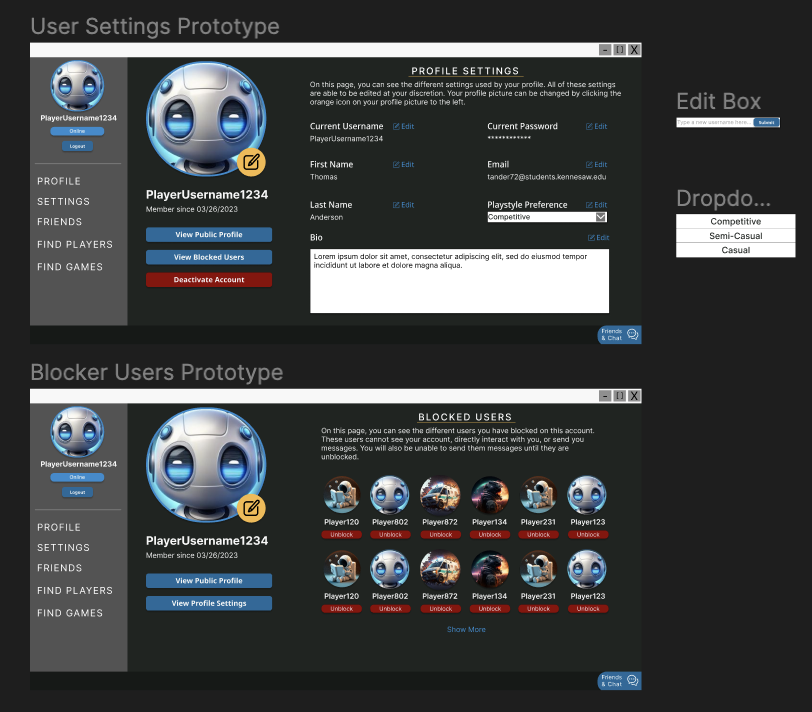 User Settings Prototype
PlayerUsername1234
Online
Logout
PROFILE
SETTINGS
FRIENDS
FIND PLAYERS
FIND GAMES
PlayerUsername1234
Member since 03/26/2023
View Public Profile
View Blocked Users
Deactivate Account
PROFILE SETTINGS
On this page, you can see the different settings used by your profile. All of these settings
are able to be edited at your discretion. Your profile picture can be changed by clicking the
orange icon on your profile picture to the left.
Current Username Edit
PlayerUsername1234
Current Password Edit
************
First Name Edit
Thomas
Email Edit
tander72@students.kennesaw.edu
Last Name Edit
Anderson
Playstyle Preference Edit
Competitive
Bio Edit
Lorem ipsum dolor sit amet, consectetur adipiscing elit, sed do eiusmod tempor
incididunt ut labore et dolore magna aliqua.
Friends
& Chat
Edit Box
Type a new username here... Submit
Dropdo...
Competitive
Semi-Casual
Casual
Blocker Users Prototype
PlayerUsername1234
Online
Logout
PROFILE
SETTINGS
FRIENDS
FIND PLAYERS
FIND GAMES
PlayerUsername1234
Member since 03/26/2023
View Public Profile
View Profile Settings
BLOCKED USERS
On this page, you can see the different users you have blocked on this account.
These users cannot see your account, directly interact with you, or send you
messages. You will also be unable to send them messages until they are
unblocked.
Player120 Player802 Player872 Player134 Player231 Player123
Unblock Unblock Unblock Unblock Unblock Unblock
Player120 Player802 Player872 Player134 Player231 Player123
Unblock Unblock Unblock Unblock Unblock Unblock
Show More
Friends
& Chat